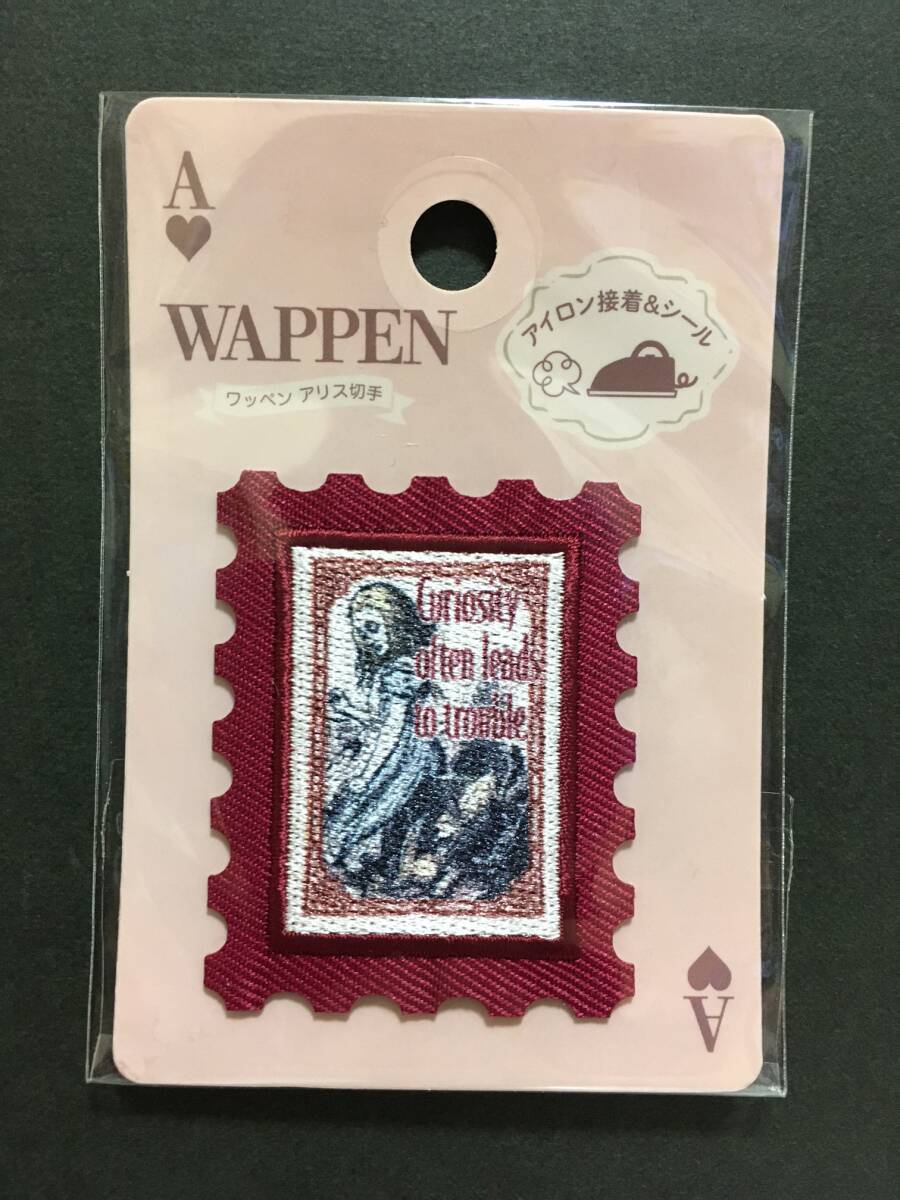 A
WAPPEN
アイロン接着&シール
ワッペン アリス切手
Curiosity
often leads
to trouble
A